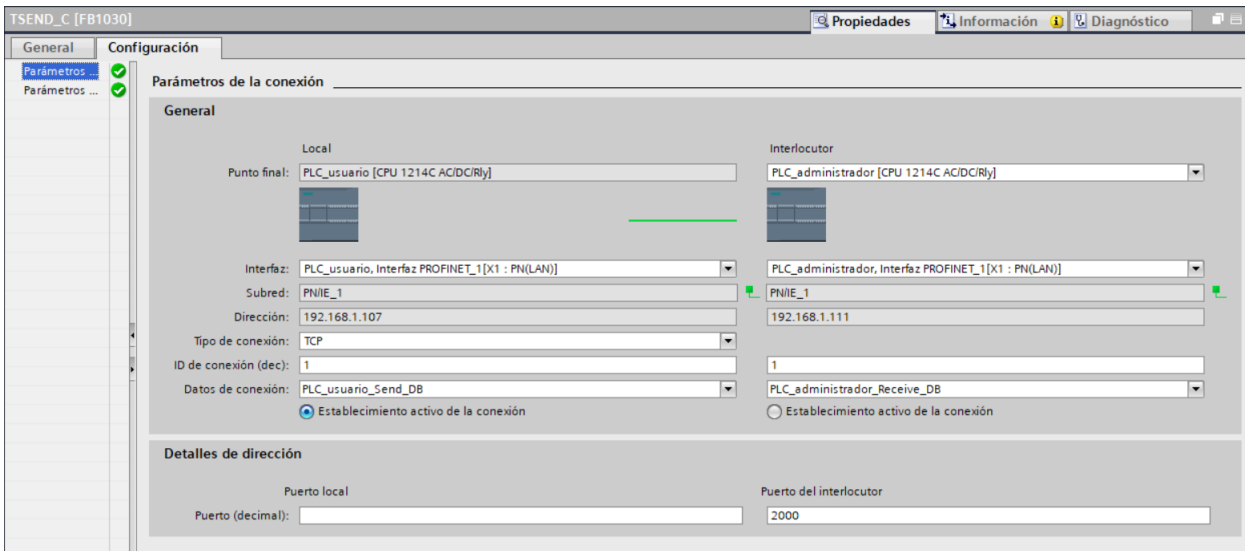 TSEND_C [FB1030]
Propiedades
Información
Diagnóstico
General
Configuración
Parámetros ...
Parámetros ...
Parámetros de la conexión
General
Local
Interlocutor
Punto final: PLC_usuario [CPU 1214C AC/DC/Rly] PLC_administrador [CPU 1214C AC/DC/Rly]
Interfaz: PLC_usuario, Interfaz PROFINET_1[X1 : PN(LAN)] PLC_administrador, Interfaz PROFINET_1[X1 : PN(LAN)]
Subred: PN/IE_1 PN/IE_1
Dirección: 192.168.1.107 192.168.1.111
Tipo de conexión: TCP
ID de conexión (dec): 1 1
Datos de conexión: PLC_usuario_Send_DB PLC_administrador_Receive_DB
Establecimiento activo de la conexión Establecimiento activo de la conexión
Detalles de dirección
Puerto local Puerto del interlocutor
Puerto (decimal): 2000